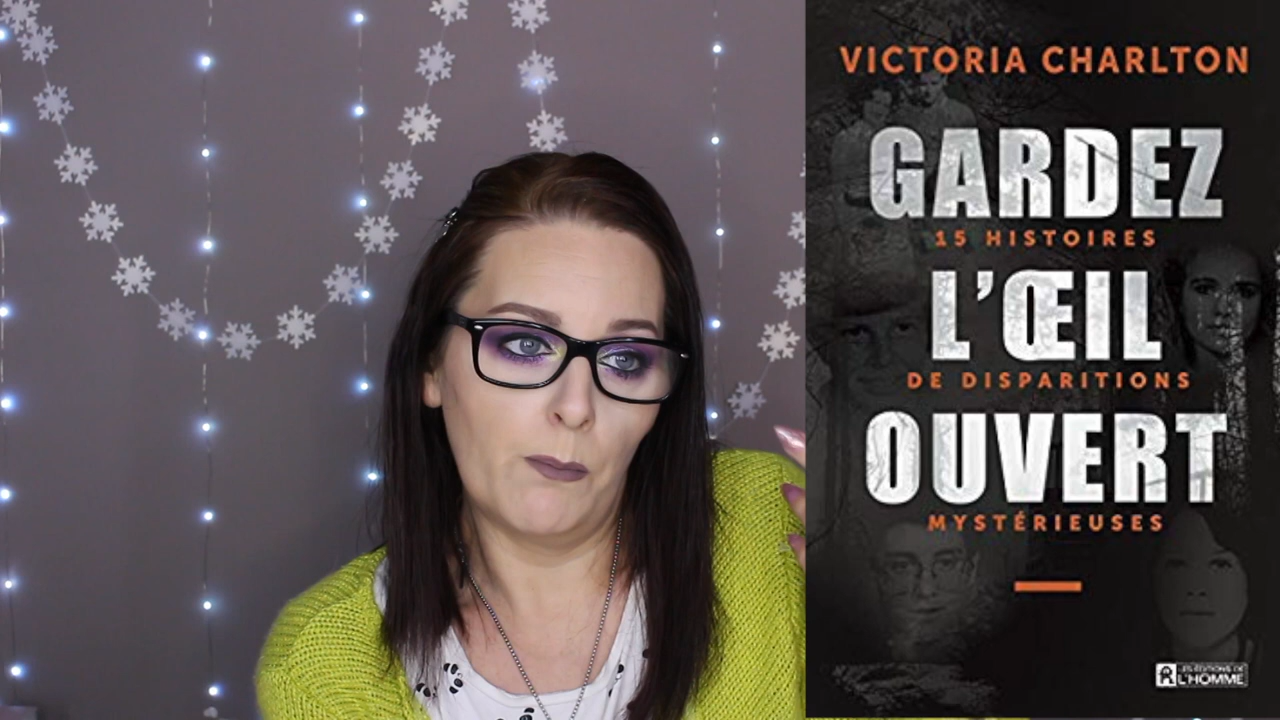 VICTORIA CHARLTON
GARDEZ
15 HISTOIRES
L'ŒIL
DE DISPARITIONS
OUVERT
MYSTÉRIEUSES
LES ÉDITIONS DE
L'HOMME